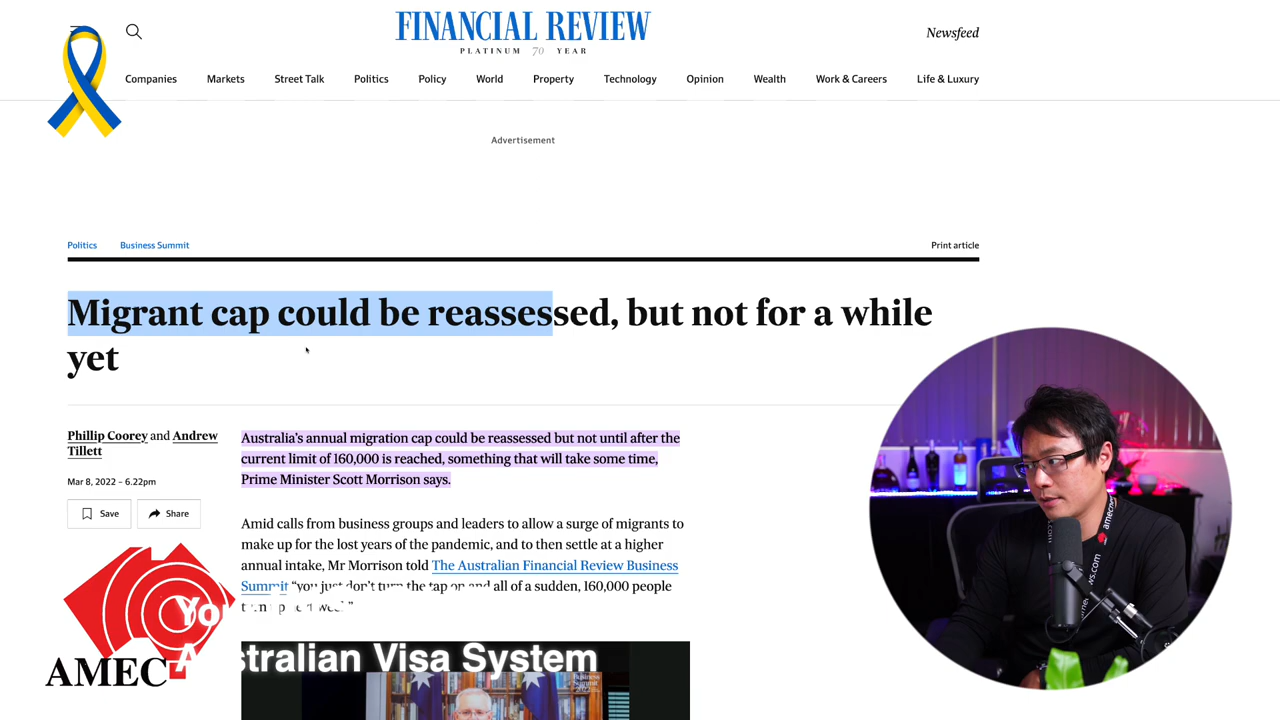 FINANCIAL REVIEW
PLATINUM 70 YEAR
Newsfeed
Companies Markets Street Talk Politics Policy World Property Technology Opinion Wealth Work & Careers Life & Luxury
Advertisement
Politics Business Summit Print article
Migrant cap could be reassessed, but not for a while
yet
Phillip Coorey and Andrew
Tillett
Mar 8, 2022 – 6.22pm
Save Share
Australia's annual migration cap could be reassessed but not until after the
current limit of 160,000 is reached, something that will take some time,
Prime Minister Scott Morrison says.
Amid calls from business groups and leaders to allow a surge of migrants to
make up for the lost years of the pandemic, and to then settle at a higher
annual intake, Mr Morrison told The Australian Financial Review Business
Summit “you just don't turn the tap on and all of a sudden, 160,000 people
AMEC
Australian Visa System
Business
Summit